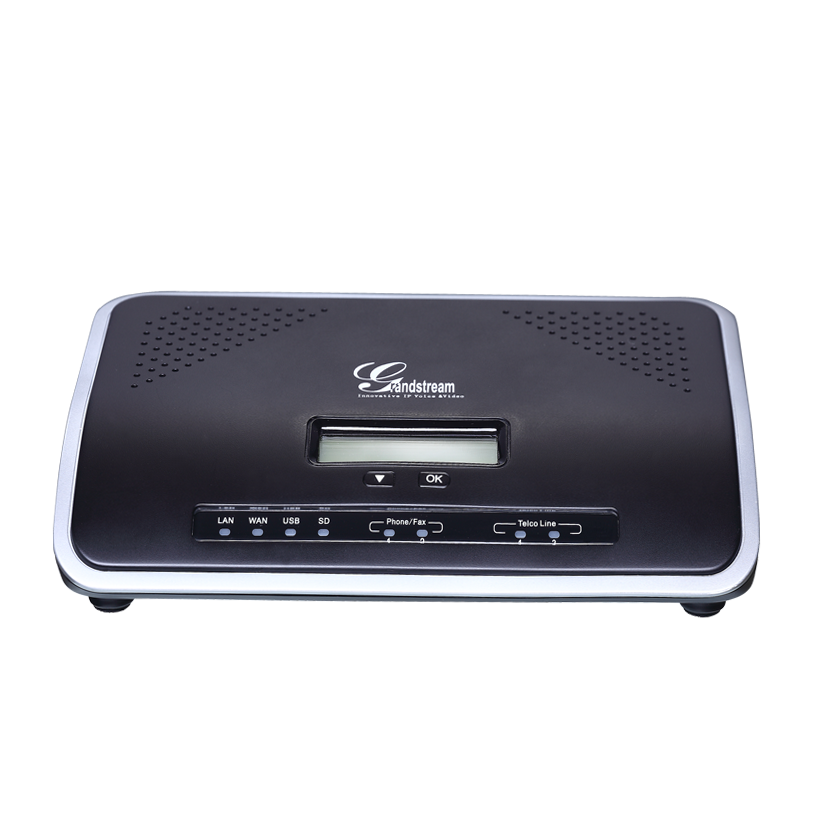 Grandstream
Innovative IP Voice &Video
OK
LAN WAN USB SD Phone/Fax Telco Line